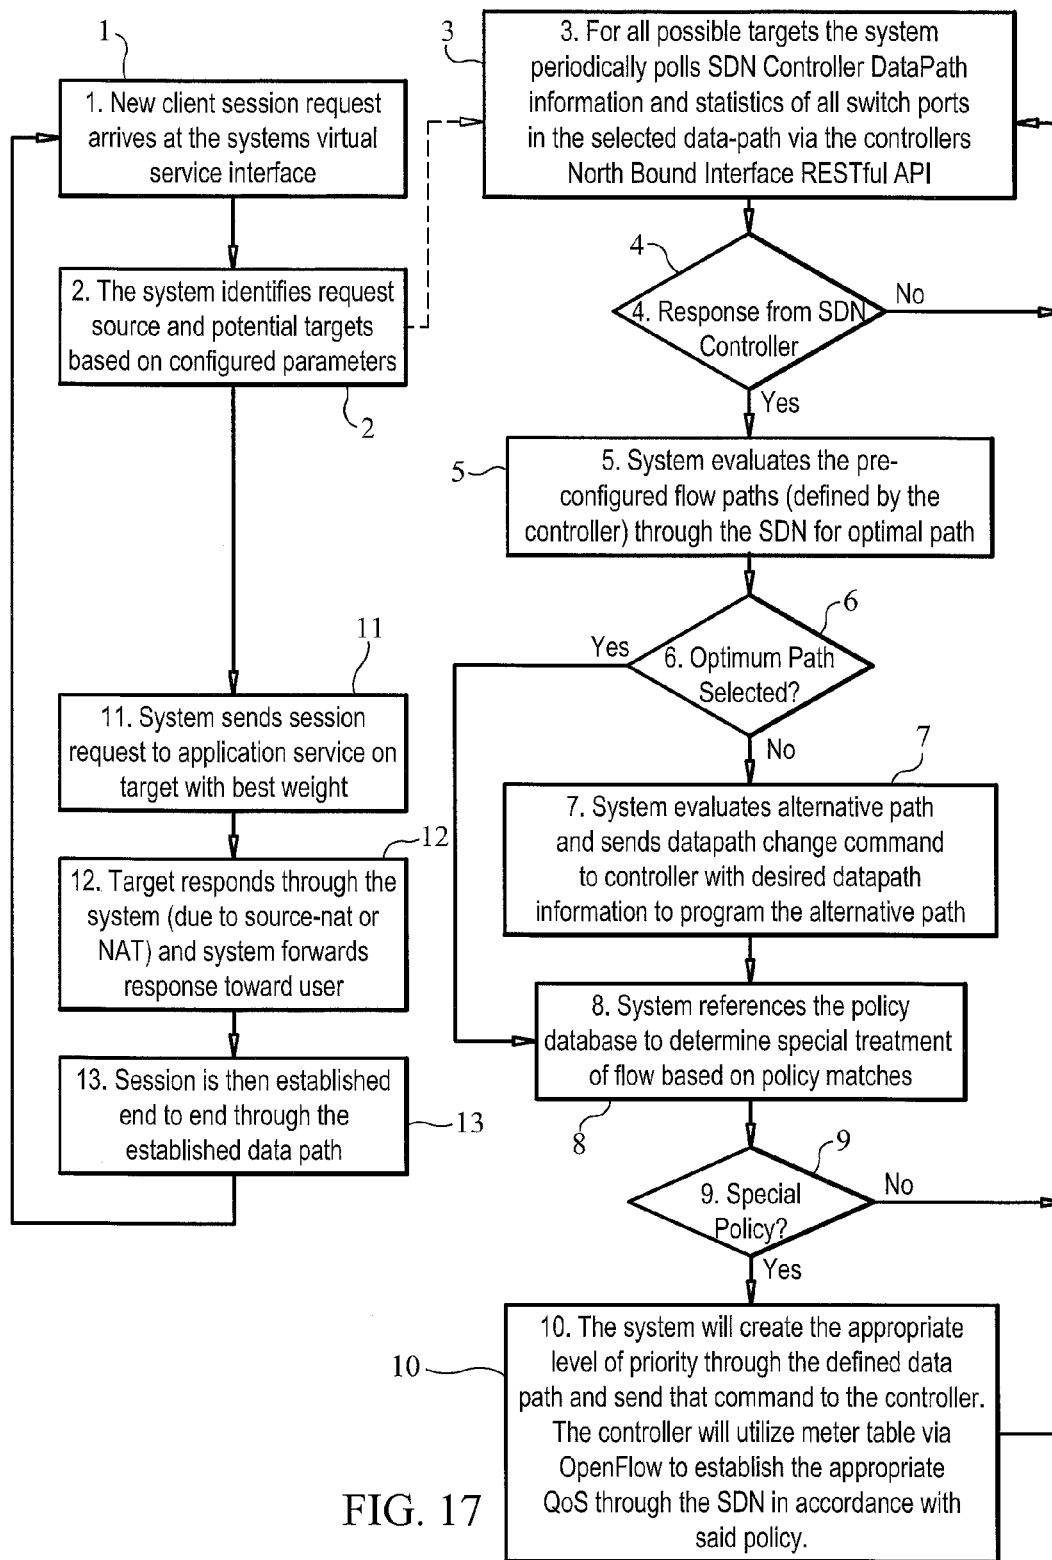 1
1. New client session request
arrives at the systems virtual
service interface
2. The system identifies request
source and potential targets
based on configured parameters
2
3
3. For all possible targets the system
periodically polls SDN Controller DataPath
information and statistics of all switch ports
in the selected data-path via the controllers
North Bound Interface RESTful API
4
4. Response from SDN
Controller
No
Yes
5
5. System evaluates the pre-
configured flow paths (defined by the
controller) through the SDN for optimal path
6
6. Optimum Path
Selected?
Yes
No
7
7. System evaluates alternative path
and sends datapath change command
to controller with desired datapath
information to program the alternative path
8. System references the policy
database to determine special treatment
of flow based on policy matches
8
9
9. Special
Policy?
No
Yes
10
10. The system will create the appropriate
level of priority through the defined data
path and send that command to the controller.
The controller will utilize meter table via
OpenFlow to establish the appropriate
QoS through the SDN in accordance with
said policy.
11
11. System sends session
request to application service on
target with best weight
12
12. Target responds through the
system (due to source-nat or
NAT) and system forwards
response toward user
13. Session is then established
end to end through the
established data path
13
FIG. 17